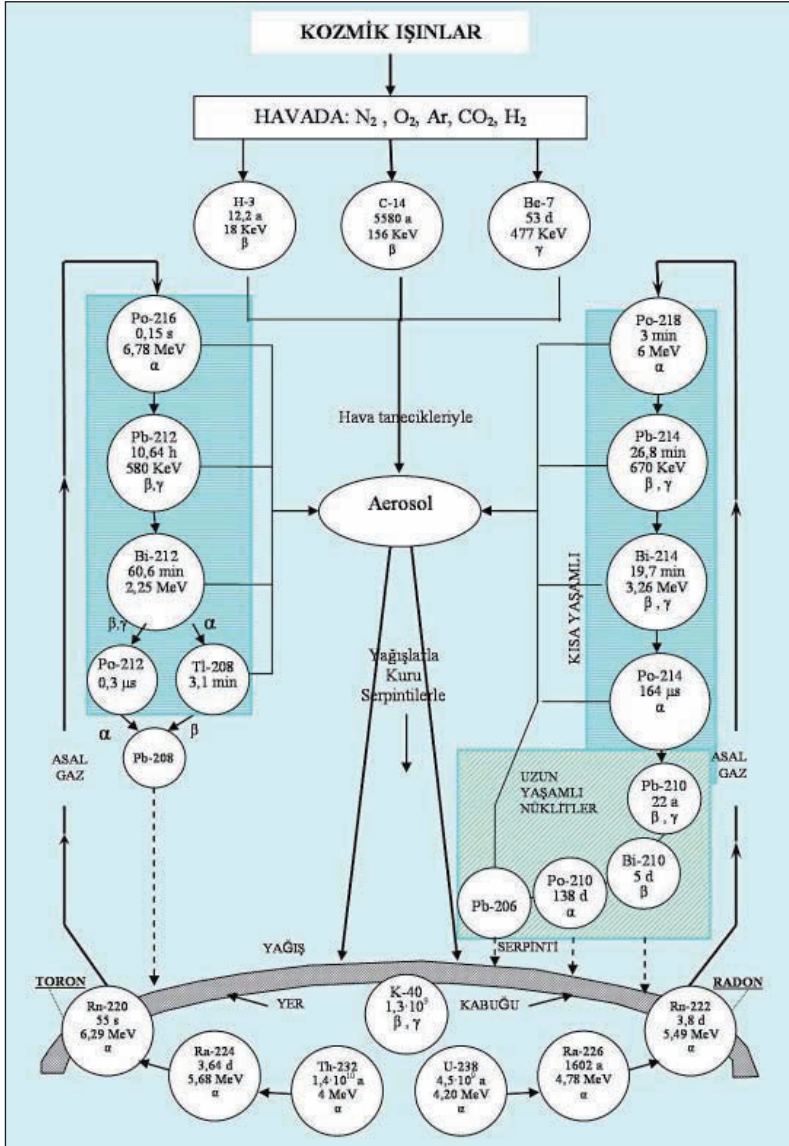 KOZMİK IŞINLAR
HAVADA: N₂ , O₂, Ar, CO₂, H₂
H-3
12,2 a
18 KeV
β
C-14
5580 a
156 KeV
β
Be-7
53 d
477 KeV
γ
Po-216
0,15 s
6,78 MeV
α
Pb-212
10,64 h
580 KeV
β,γ
Bi-212
60,6 min
2,25 MeV
β,γ
α
Po-212
0,3 µs
Tl-208
3,1 min
α
β
Pb-208
ASAL
GAZ
Hava tanecikleriyle
Aerosol
Yağışlarla
Kuru
Serpintilerle
Po-218
3 min
6 MeV
α
Pb-214
26,8 min
670 KeV
β , γ
Bi-214
19,7 min
3,26 MeV
β , γ
Po-214
164 µs
α
KISA YAŞAMLI
ASAL
GAZ
UZUN
YAŞAMLI
NÜKLİTLER
Pb-210
22 a
β , γ
Bi-210
5 d
β
Po-210
138 d
α
Pb-206
YAĞIŞ
SERPİNTİ
TORON
Rn-220
55 s
6,29 MeV
α
YER
K-40
1,3·10⁹
β , γ
KABUĞU
RADON
Rn-222
3,8 d
5,49 MeV
α
Ra-224
3,64 d
5,68 MeV
α
Th-232
1,4·10¹⁰ a
4 MeV
α
U-238
4,5·10⁹ a
4,20 MeV
α
Ra-226
1602 a
4,78 MeV
α